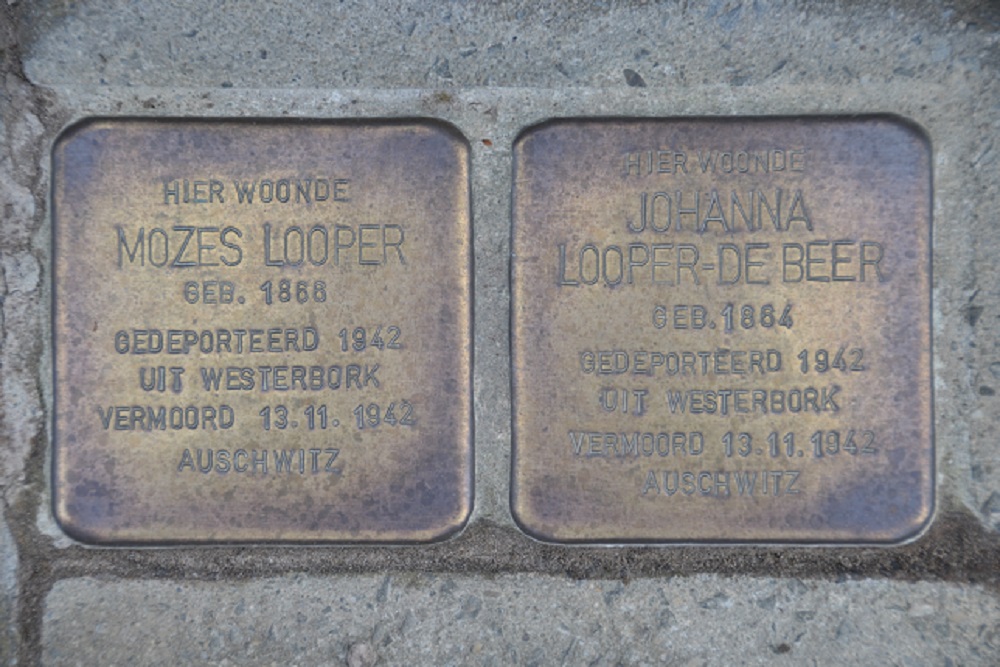 HIER WOONDE
MOZES LOOPER
GEB. 1866
GEDEPORTEERD 1942
UIT WESTERBORK
VERMOORD 13.11.1942
AUSCHWITZ
HIER WOONDE
JOHANNA
LOOPER-DE BEER
GEB. 1864
GEDEPORTEERD 1942
UIT WESTERBORK
VERMOORD 13.11.1942
AUSCHWITZ